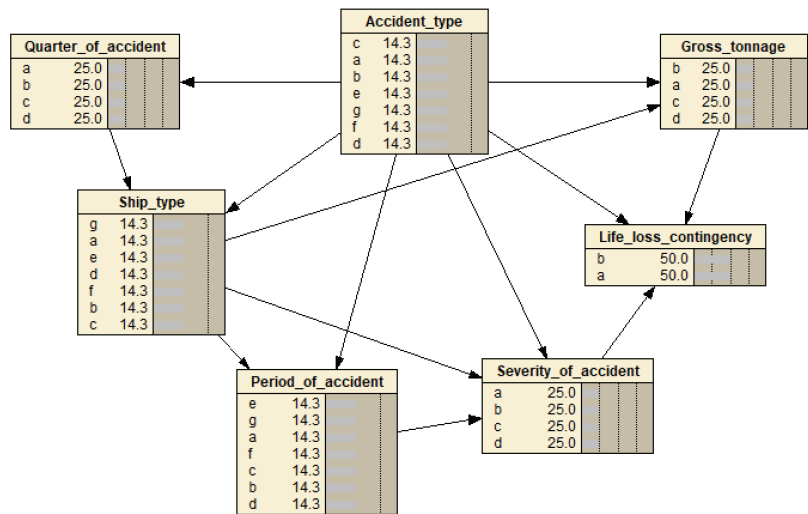 Accident_type
c 14.3
a 14.3
b 14.3
e 14.3
g 14.3
f 14.3
d 14.3
Quarter_of_accident
a 25.0
b 25.0
c 25.0
d 25.0
Gross_tonnage
b 25.0
a 25.0
c 25.0
d 25.0
Ship_type
g 14.3
a 14.3
e 14.3
d 14.3
f 14.3
b 14.3
c 14.3
Life_loss_contingency
b 50.0
a 50.0
Period_of_accident
e 14.3
g 14.3
a 14.3
f 14.3
c 14.3
b 14.3
d 14.3
Severity_of_accident
a 25.0
b 25.0
c 25.0
d 25.0